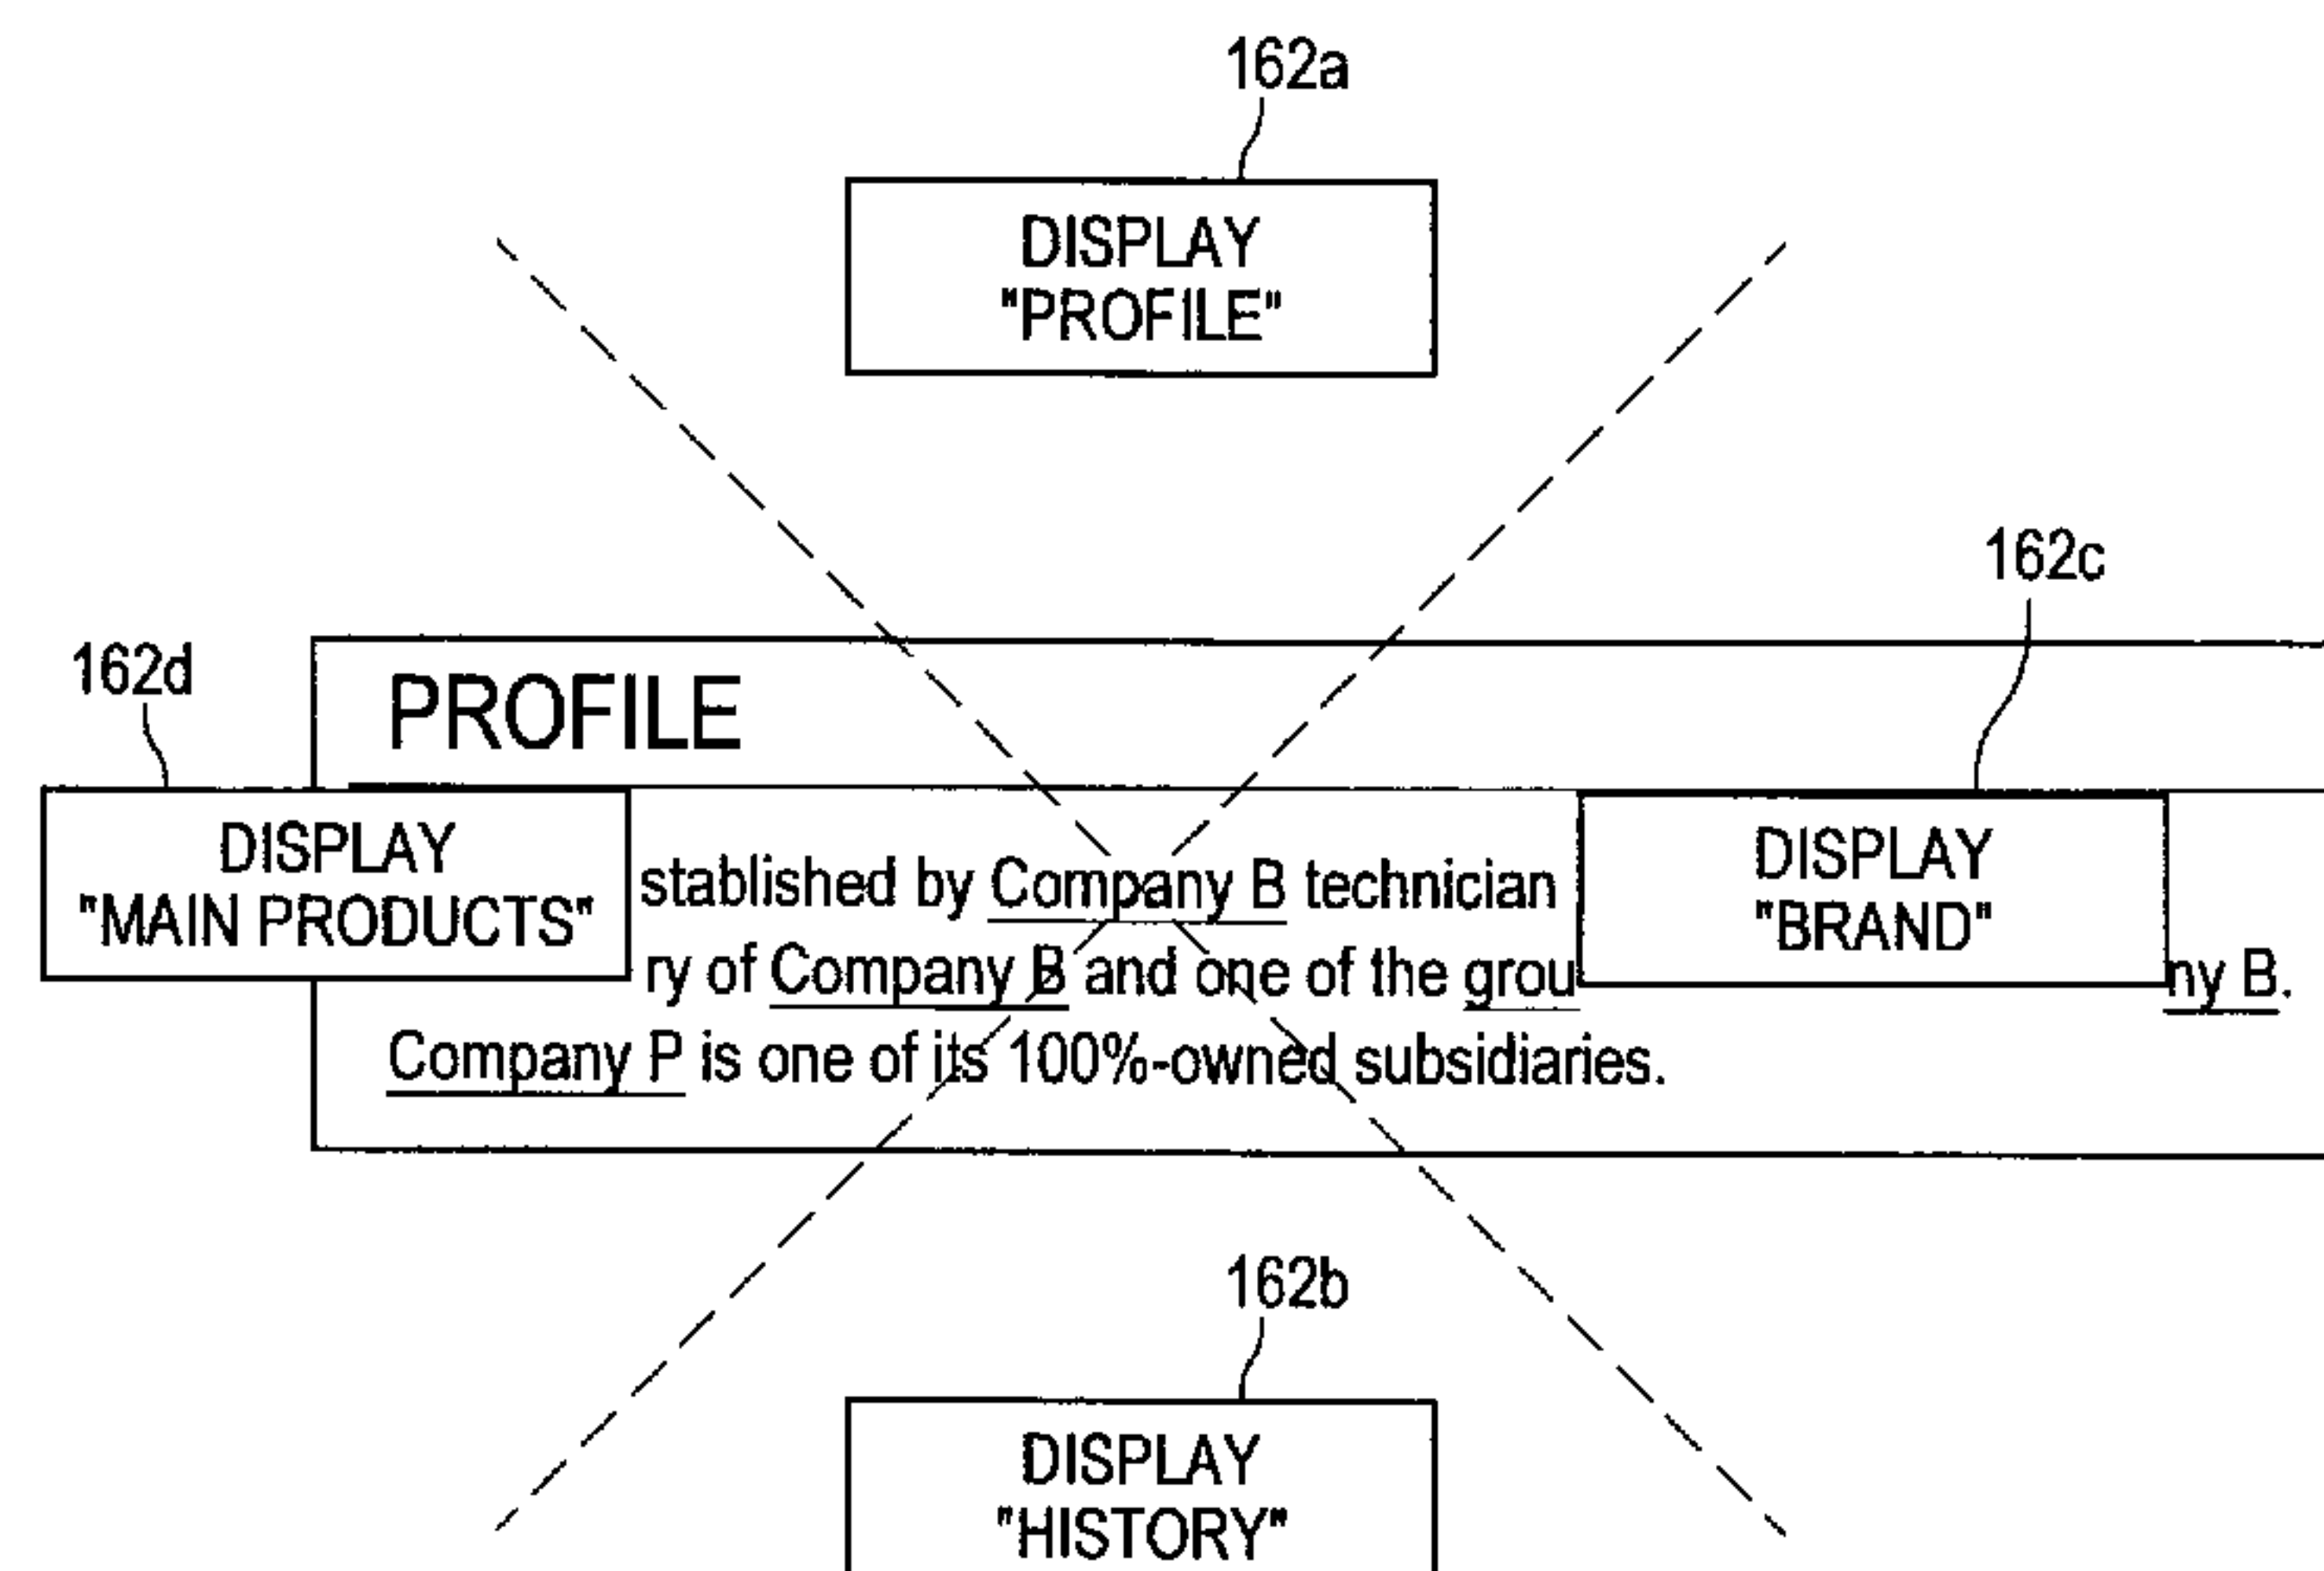 162a
DISPLAY
"PROFILE"
162c
162d
PROFILE
DISPLAY
"MAIN PRODUCTS"
DISPLAY
"BRAND"
stablished by Company B technician
ry of Company B and one of the grou ny B.
Company P is one of its 100%-owned subsidiaries.
162b
DISPLAY
"HISTORY"